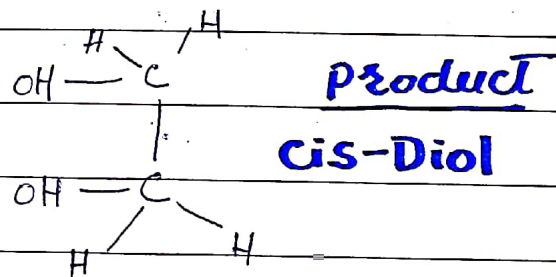 H H
OH — C product
cis-Diol
OH — C
H H